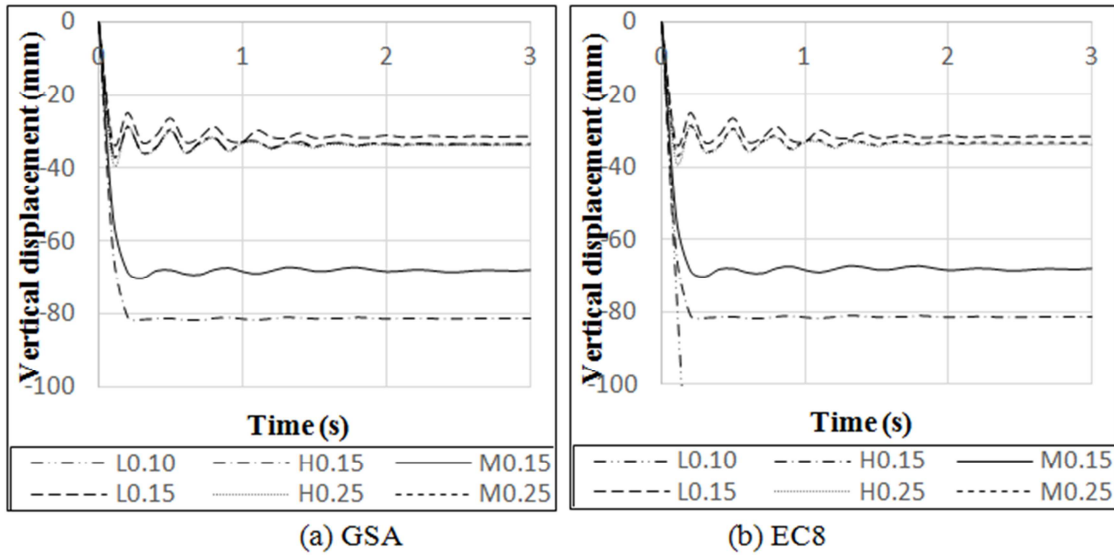 0
0
1
2
3
-20
-40
-60
-80
-100
Vertical displacement (mm)
Time (s)
L0.10 H0.15 M0.15
L0.15 H0.25 M0.25
(a) GSA
0
0
1
2
3
-20
-40
-60
-80
-100
Vertical displacement (mm)
Time (s)
L0.10 H0.15 M0.15
L0.15 H0.25 M0.25
(b) EC8